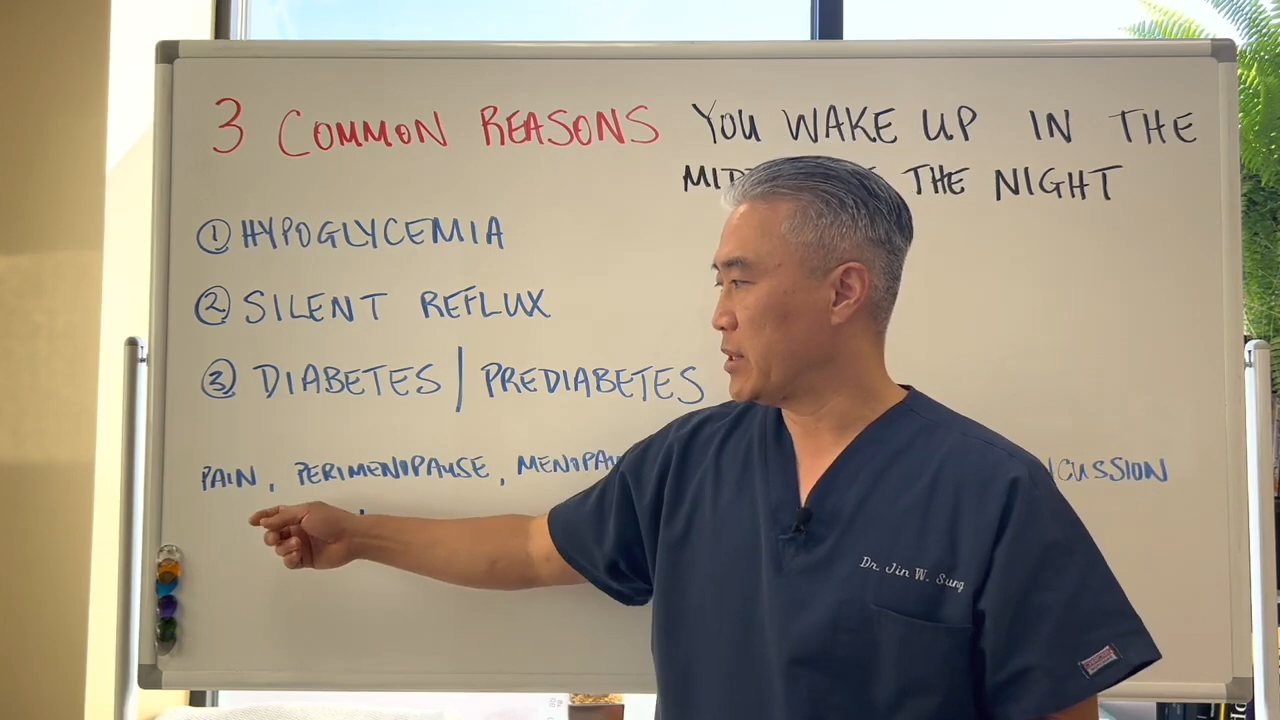 3 COMMON REASONS YOU WAKE UP IN THE
THE NIGHT
1 HYPOGLYCEMIA
2 SILENT REFLUX
3 DIABETES / PREDIABETES
PAIN, PERIMENOPAUSE,
Dr. Jin W. Sung